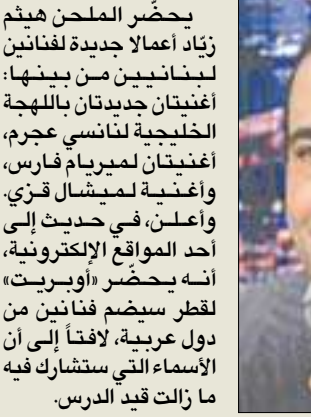 يحضّر الملحن هيثم
زيّاد أعمالا جديدة لفنانين
لبنانيين من بينها:
أغنيتان جديدتان باللهجة
الخليجية لنانسي عجرم،
أغنيتان لميريام فارس،
وأغنية لميشال قزي.
وأعلن، في حديث إلى
أحد المواقع الإلكترونية،
أنه يحضّر «أوبريت»
لقطر سيضم فنانين من
دول عربية، لافتاً إلى أن
الأسماء التي ستشارك فيه
ما زالت قيد الدرس.